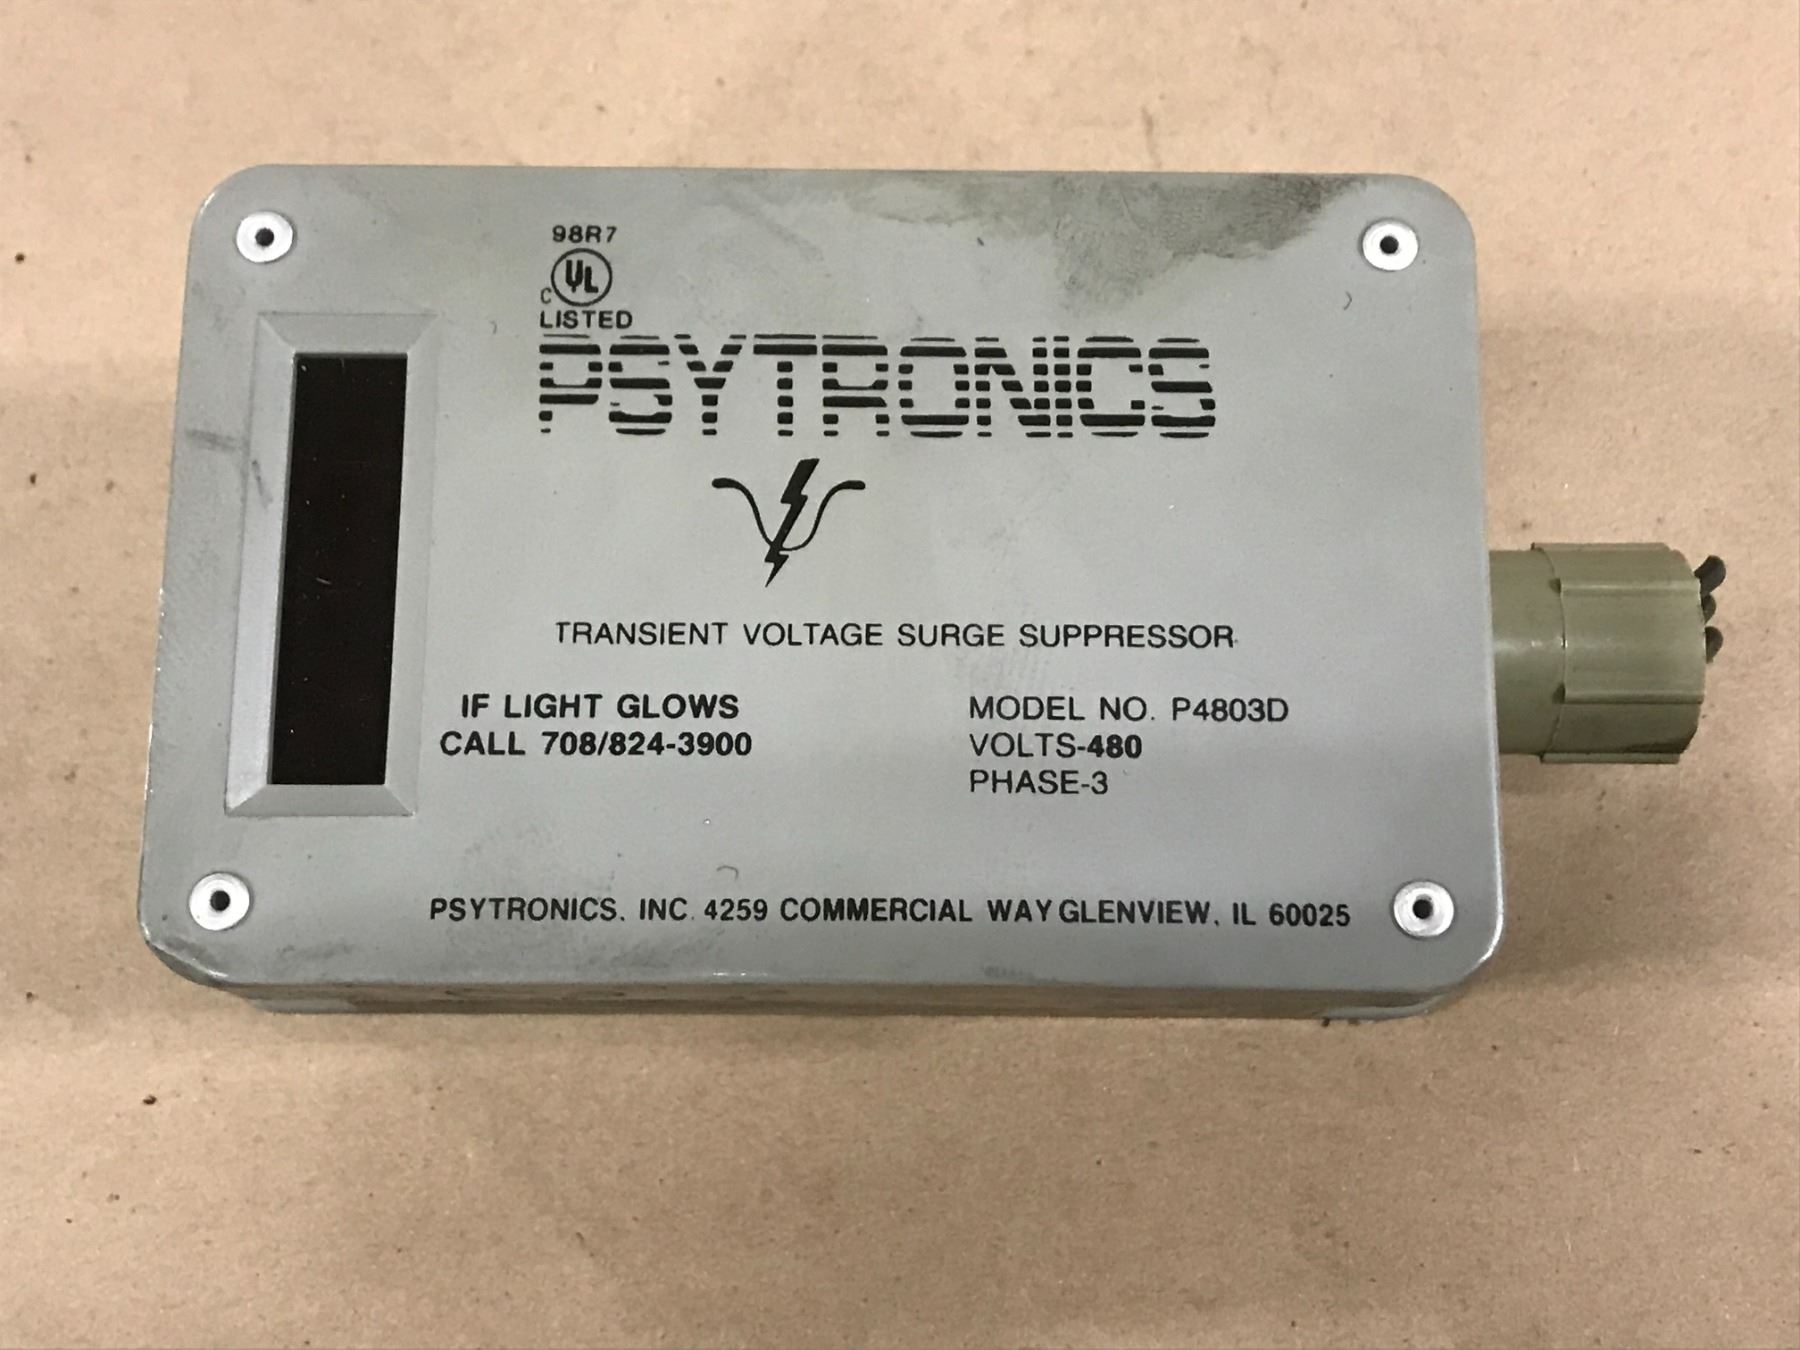 98R7
C UL
LISTED
PSYTRONICS
TRANSIENT VOLTAGE SURGE SUPPRESSOR
IF LIGHT GLOWS
CALL 708/824-3900
MODEL NO. P4803D
VOLTS-480
PHASE-3
PSYTRONICS, INC. 4259 COMMERCIAL WAY GLENVIEW, IL 60025